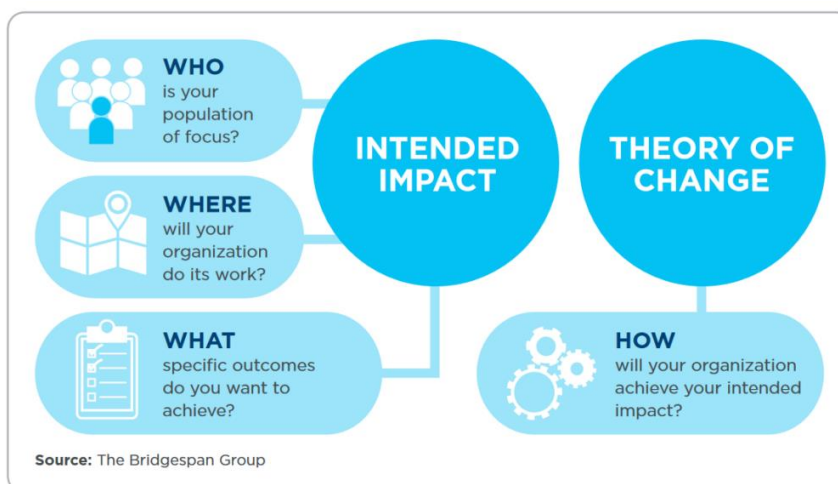 WHO
is your
population
of focus?
WHERE
will your
organization
do its work?
WHAT
specific outcomes
do you want to
achieve?
INTENDED
IMPACT
THEORY OF
CHANGE
HOW
will your organization
achieve your intended
impact?
Source: The Bridgespan Group